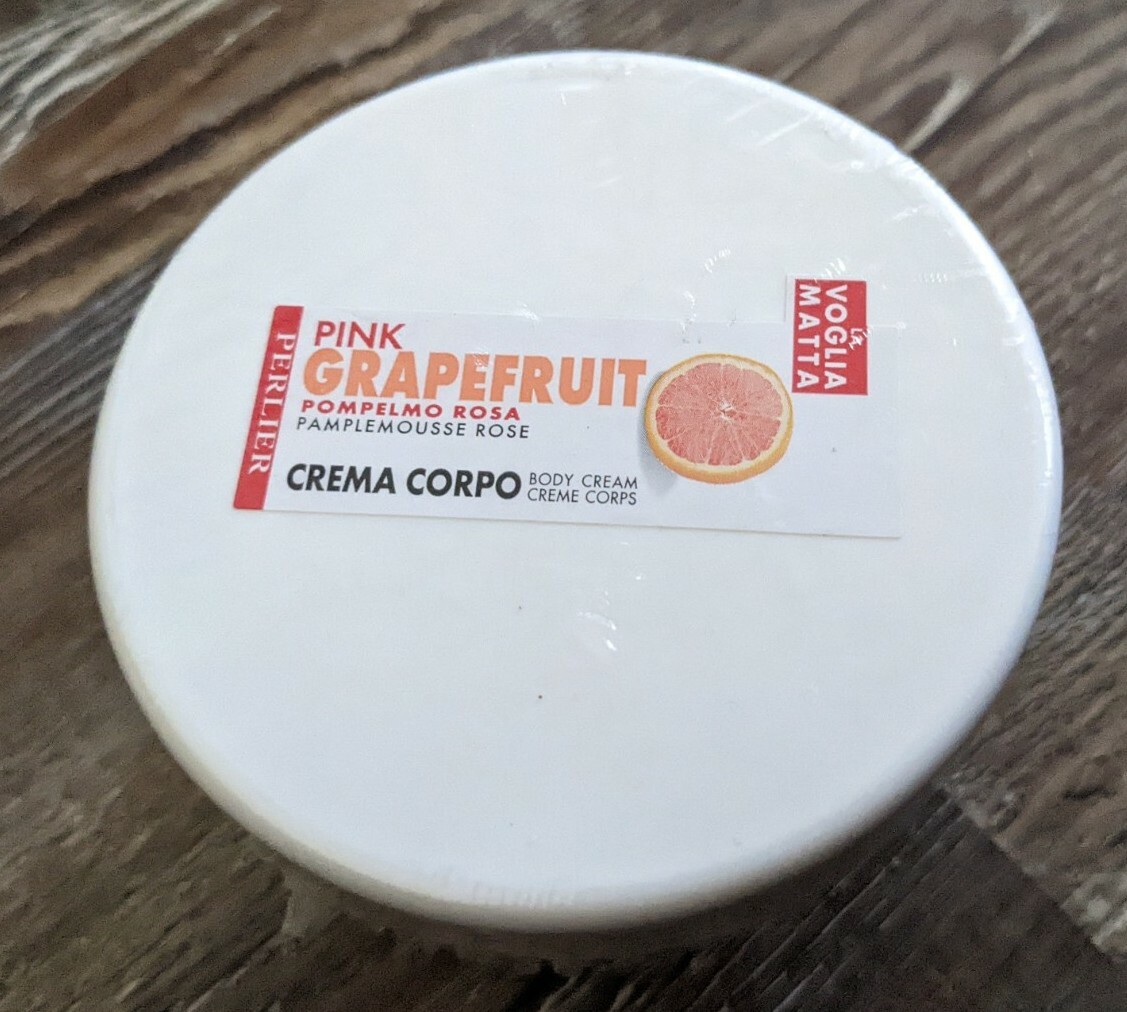 PERLIER
PINK
GRAPEFRUIT
POMPELMO ROSA
PAMPLEMOUSSE ROSE
CREMA CORPO
BODY CREAM
CREME CORPS
LA
VOGLIA
MATTA